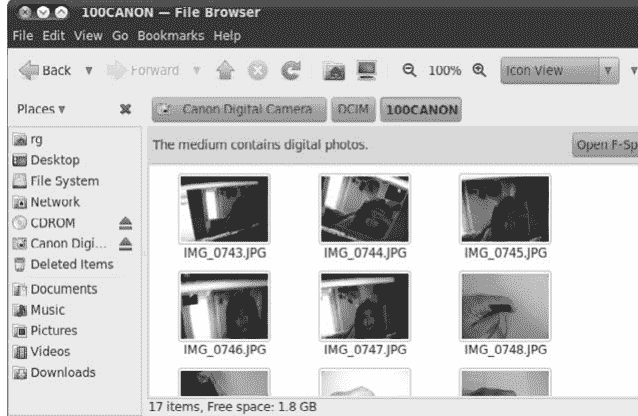 100CANON — File Browser
File Edit View Go Bookmarks Help
Back Forward 100% Icon View
Places Canon Digital Camera DCIM 100CANON
rg
Desktop
File System
Network
CDROM
Canon Digi...
Deleted Items
Documents
Music
Pictures
Videos
Downloads
The medium contains digital photos. Open F-Sp
IMG_0743.JPG IMG_0744.JPG IMG_0745.JPG
IMG_0746.JPG IMG_0747.JPG IMG_0748.JPG
17 items, Free space: 1.8 GB